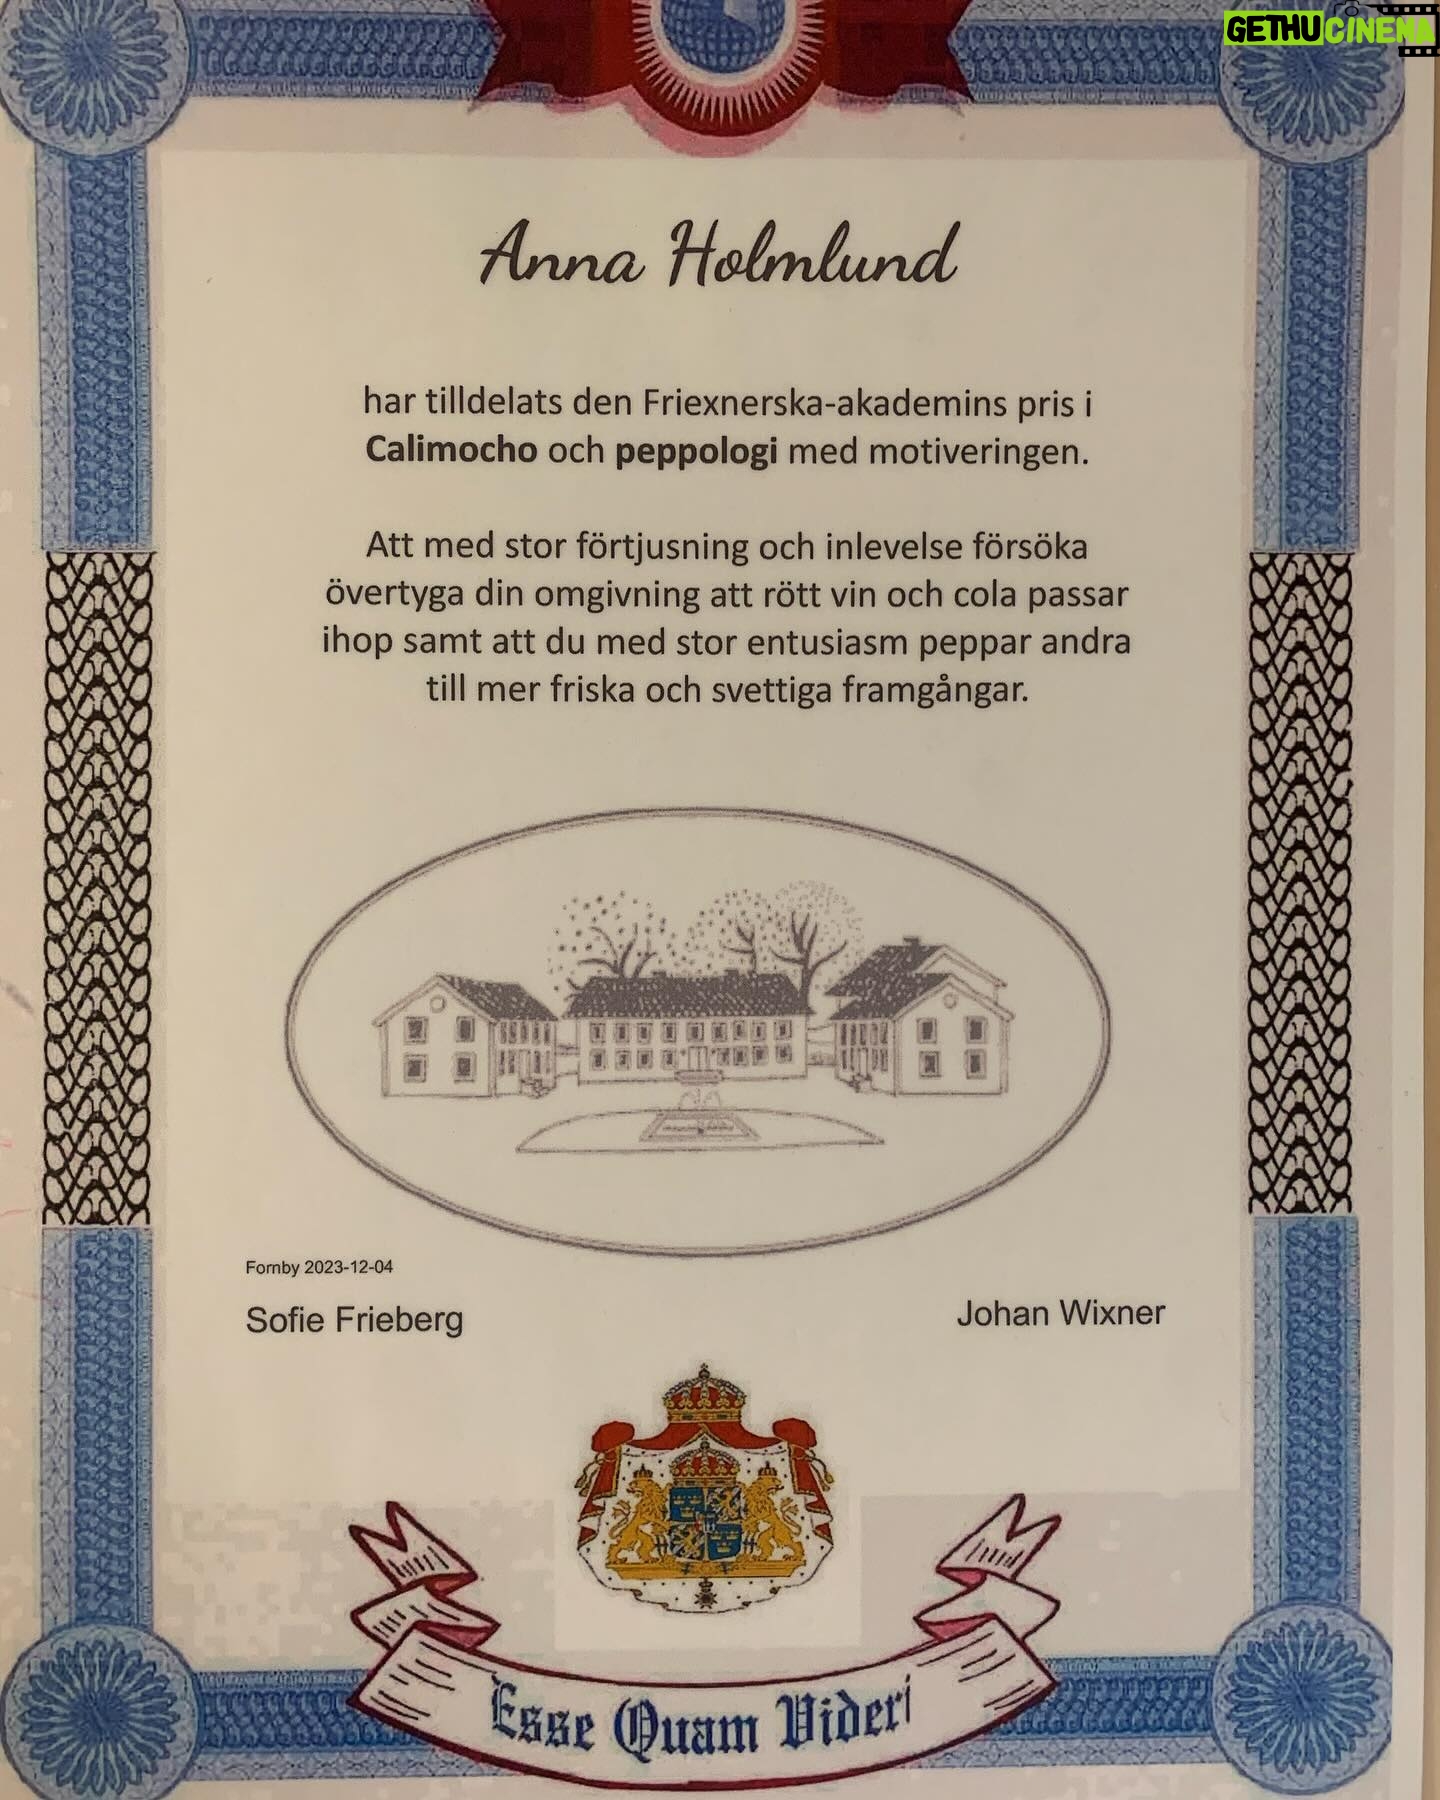 GETHUCINEMA
Anna Holmlund
har tilldelats den Friexnerska-akademins pris i
Calimocho och peppologi med motiveringen.
Att med stor förtjusning och inlevelse försöka
övertyga din omgivning att rött vin och cola passar
ihop samt att du med stor entusiasm peppar andra
till mer friska och svettiga framgångar.
Fornby 2023-12-04
Sofie Frieberg
Johan Wixner
Esse Quam Videri